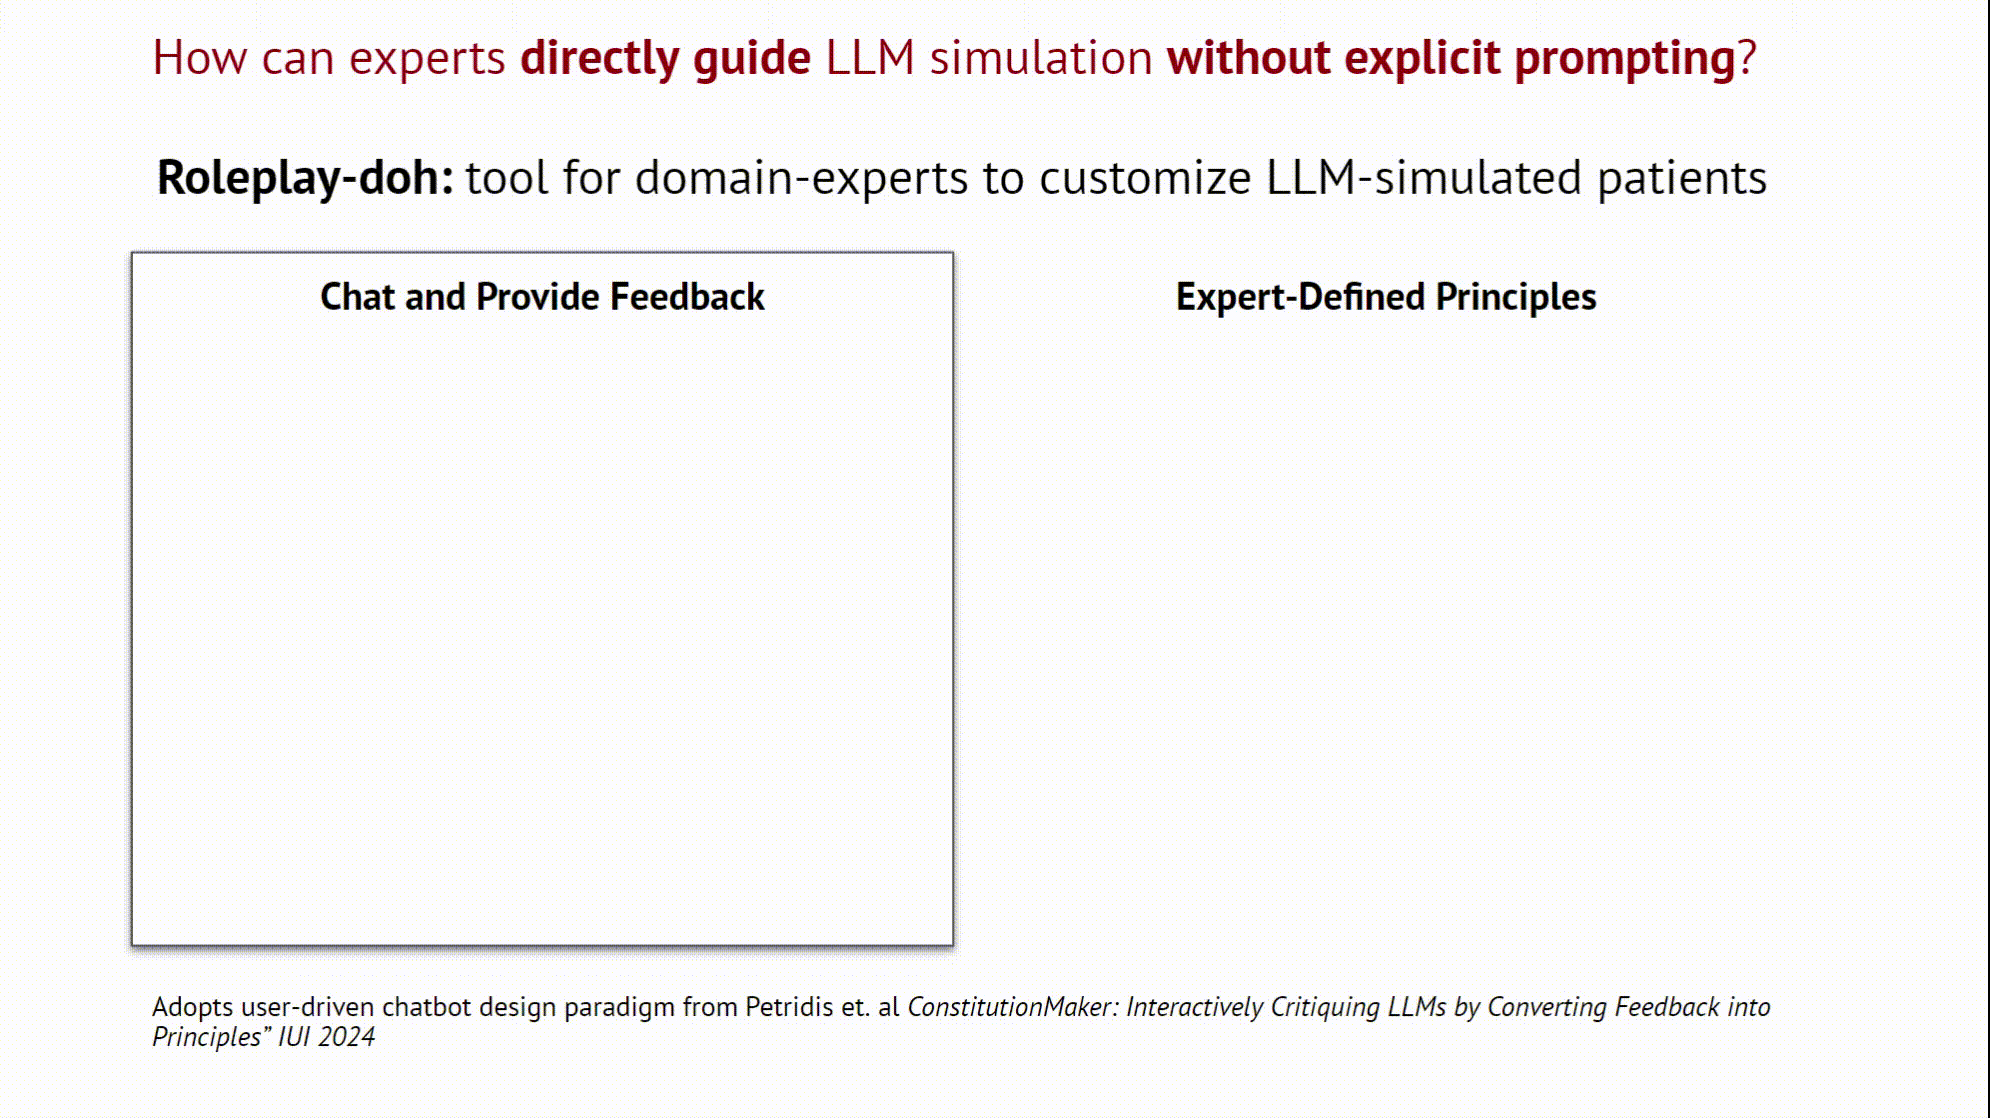 How can experts directly guide LLM simulation without explicit prompting?
Roleplay-doh: tool for domain-experts to customize LLM-simulated patients
Chat and Provide Feedback
Expert-Defined Principles
Adopts user-driven chatbot design paradigm from Petridis et. al ConstitutionMaker: Interactively Critiquing LLMs by Converting Feedback into
Principles” IUI 2024